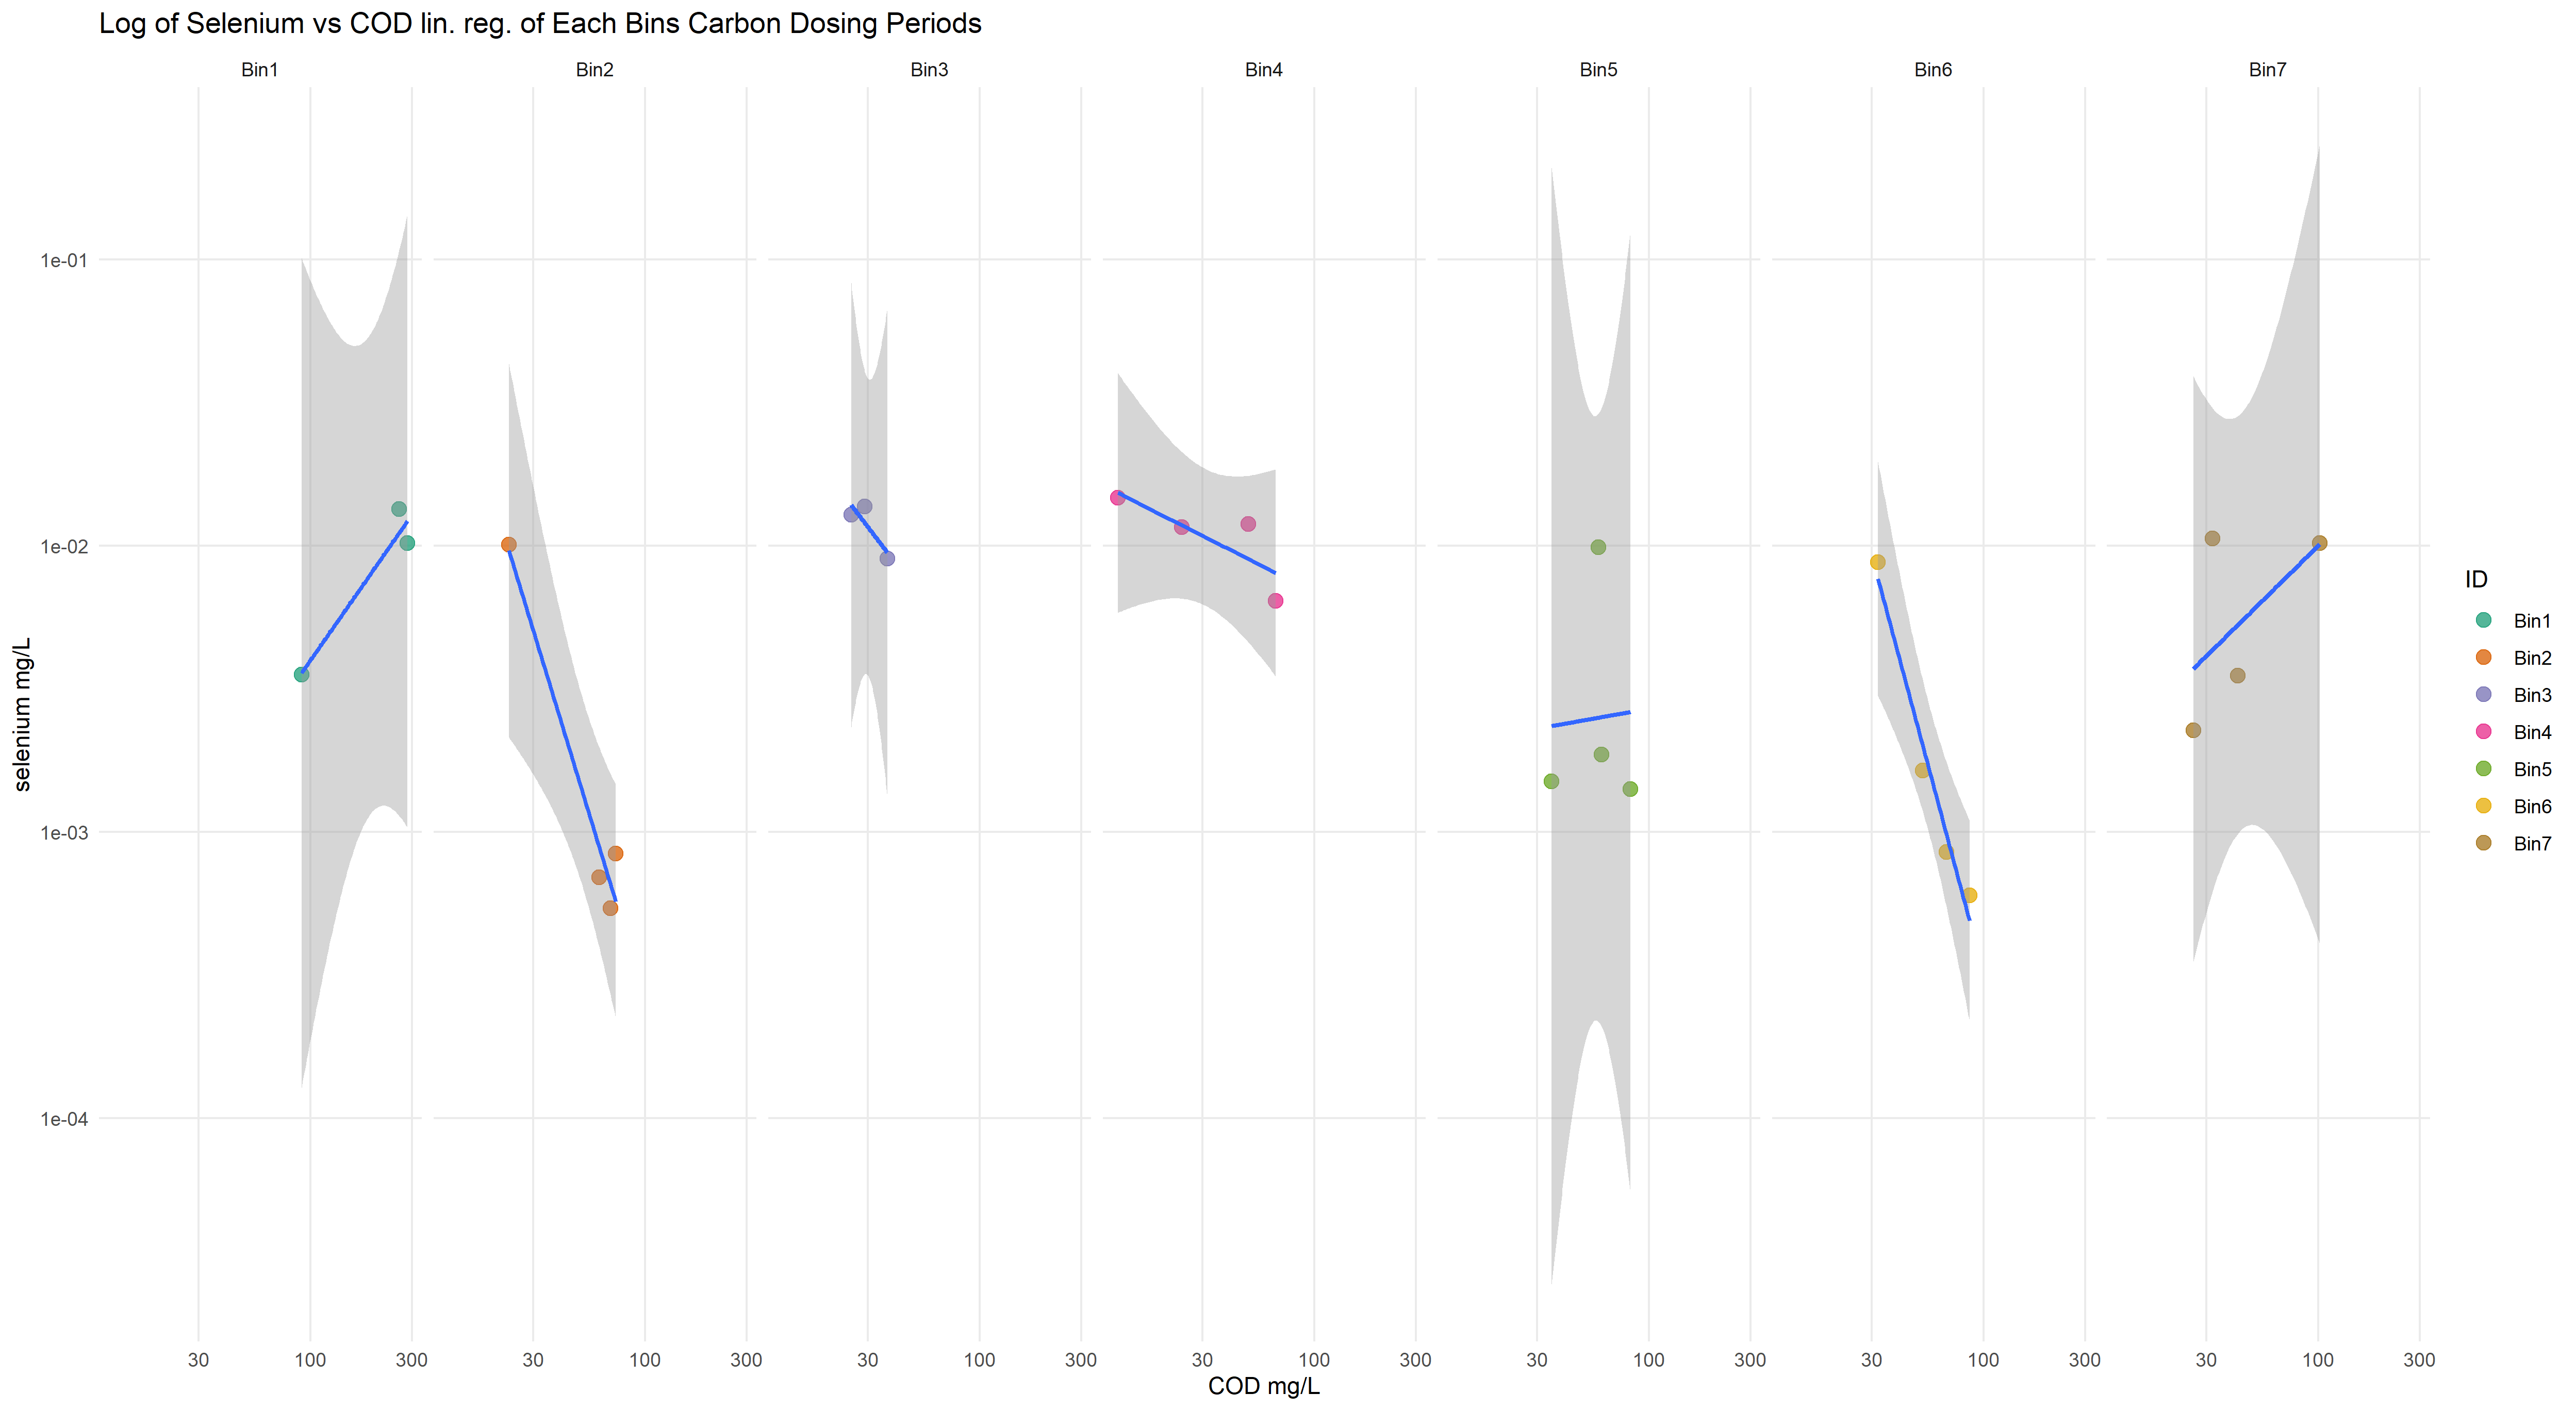 Log of Selenium vs COD lin. reg. of Each Bins Carbon Dosing Periods
Bin1 Bin2 Bin3 Bin4 Bin5 Bin6 Bin7
selenium mg/L
1e-01
1e-02
1e-03
1e-04
30 100 300 30 100 300 30 100 300 30 100 300 30 100 300 30 100 300 30 100 300
COD mg/L
ID
Bin1
Bin2
Bin3
Bin4
Bin5
Bin6
Bin7